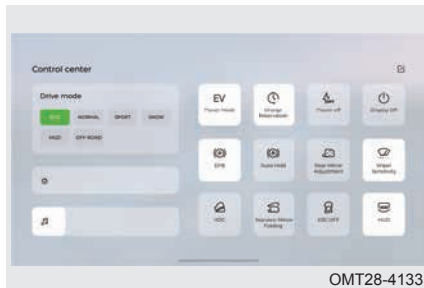 Control center
Drive mode
ECO NORMAL SPORT SNOW
MUD OFF-ROAD
EV
Power Mode
Charge
Reservation
Power off
Display Off
EPB
Auto Hold
Rear Mirror
Adjustment
Wiper
Sensitivity
HDC
Mirror
Folding
ESC OFF
HUD
OMT28-4133